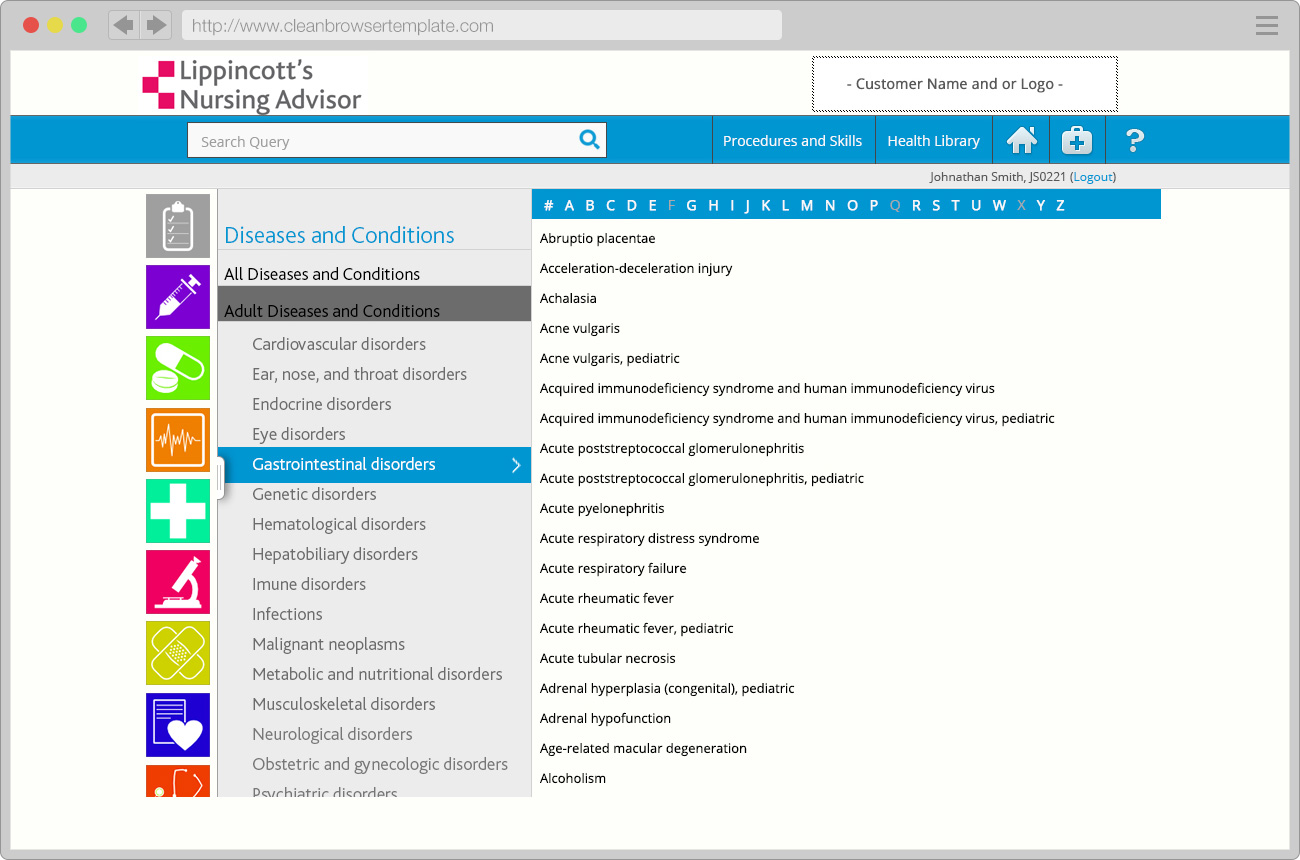 http://www.cleanbrowsertemplate.com
Lippincott's
Nursing Advisor
- Customer Name and or Logo -
Search Query
Procedures and Skills
Health Library
?
Johnathan Smith, JS0221 (Logout)
Diseases and Conditions
All Diseases and Conditions
Adult Diseases and Conditions
Cardiovascular disorders
Ear, nose, and throat disorders
Endocrine disorders
Eye disorders
Gastrointestinal disorders
Genetic disorders
Hematological disorders
Hepatobiliary disorders
Imune disorders
Infections
Malignant neoplasms
Metabolic and nutritional disorders
Musculoskeletal disorders
Neurological disorders
Obstetric and gynecologic disorders
Psychiatric disorders
# A B C D E F G H I J K L M N O P Q R S T U W X Y Z
Abruptio placentae
Acceleration-deceleration injury
Achalasia
Acne vulgaris
Acne vulgaris, pediatric
Acquired immunodeficiency syndrome and human immunodeficiency virus
Acquired immunodeficiency syndrome and human immunodeficiency virus, pediatric
Acute poststreptococcal glomerulonephritis
Acute poststreptococcal glomerulonephritis, pediatric
Acute pyelonephritis
Acute respiratory distress syndrome
Acute respiratory failure
Acute rheumatic fever
Acute rheumatic fever, pediatric
Acute tubular necrosis
Adrenal hyperplasia (congenital), pediatric
Adrenal hypofunction
Age-related macular degeneration
Alcoholism